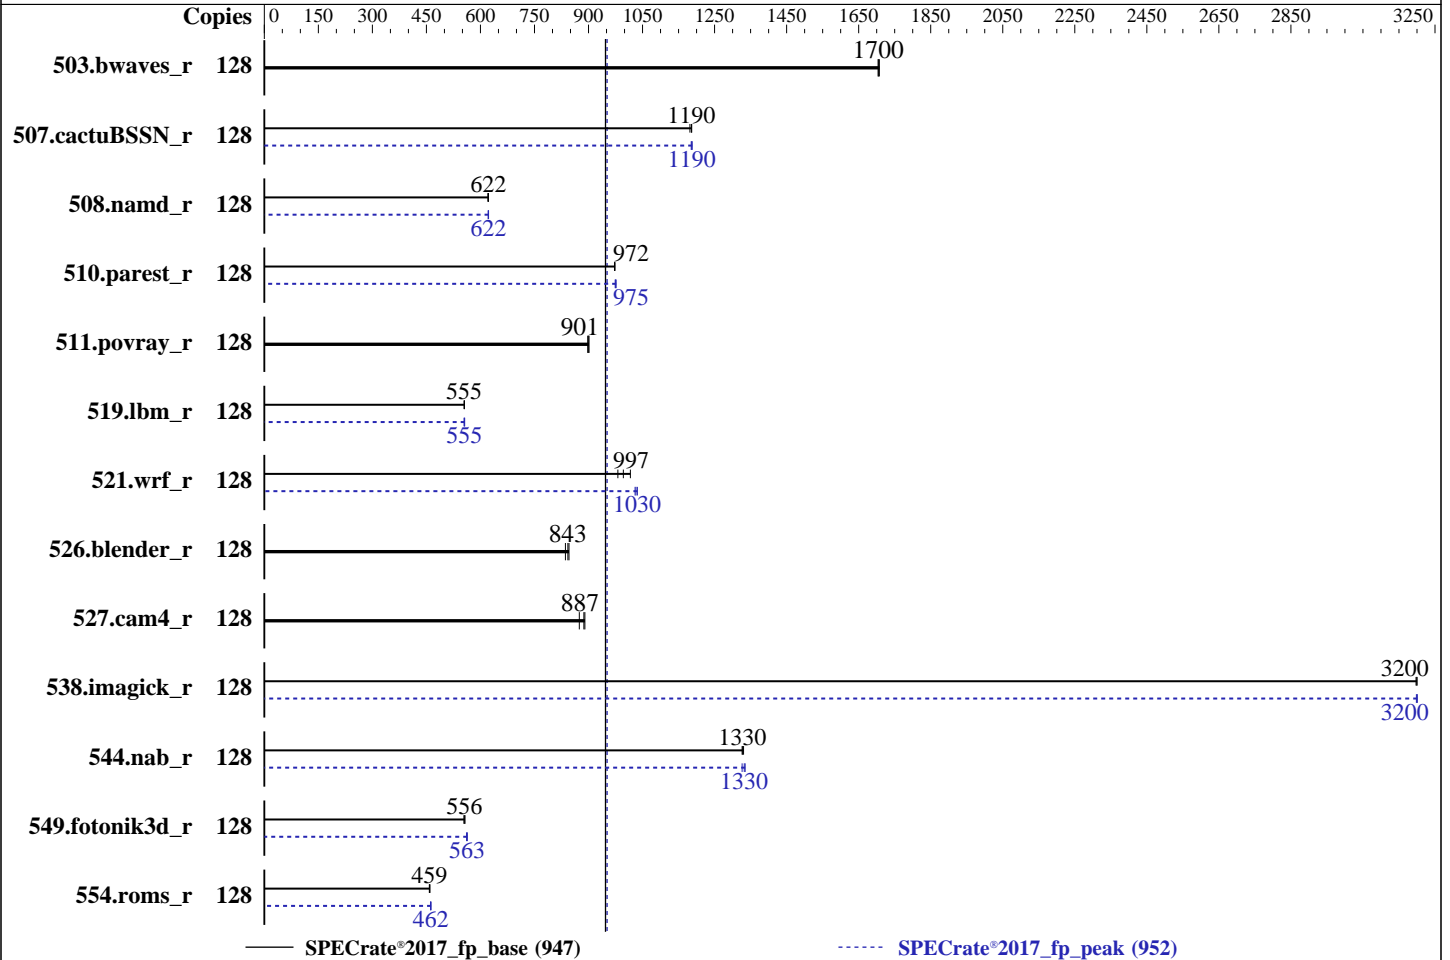 Copies 0 150 300 450 600 750 900 1050 1250 1450 1650 1850 2050 2250 2450 2650 2850 3250
503.bwaves_r 128 1700
507.cactuBSSN_r 128 1190
1190
508.namd_r 128 622
622
510.parest_r 128 972
975
511.povray_r 128 901
519.lbm_r 128 555
555
521.wrf_r 128 997
1030
526.blender_r 128 843
527.cam4_r 128 887
538.imagick_r 128 3200
3200
544.nab_r 128 1330
1330
549.fotonik3d_r 128 556
563
554.roms_r 128 459
462
SPECrate®2017_fp_base (947) SPECrate®2017_fp_peak (952)